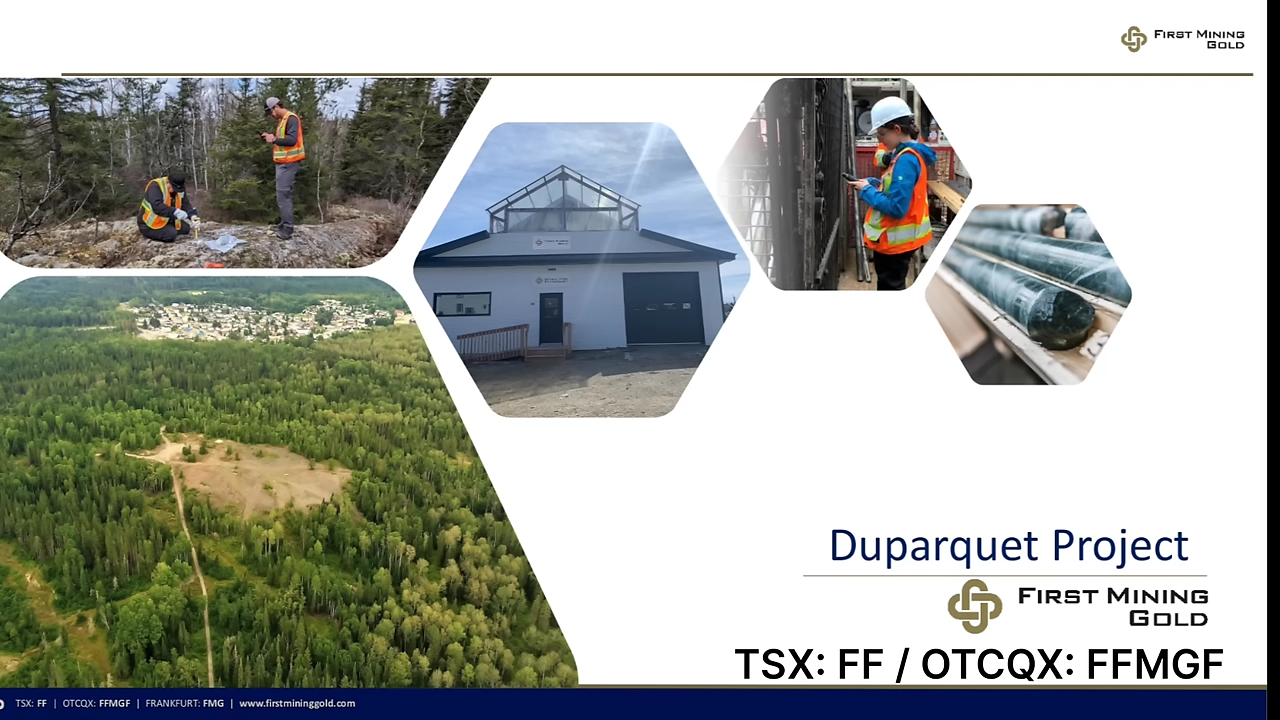 FIRST MINING
GOLD
Duparquet Project
FIRST MINING
GOLD
TSX: FF / OTCQX: FFMGF
TSX: FF | OTCQX: FFMGF | FRANKFURT: FMG | www.firstmininggold.com